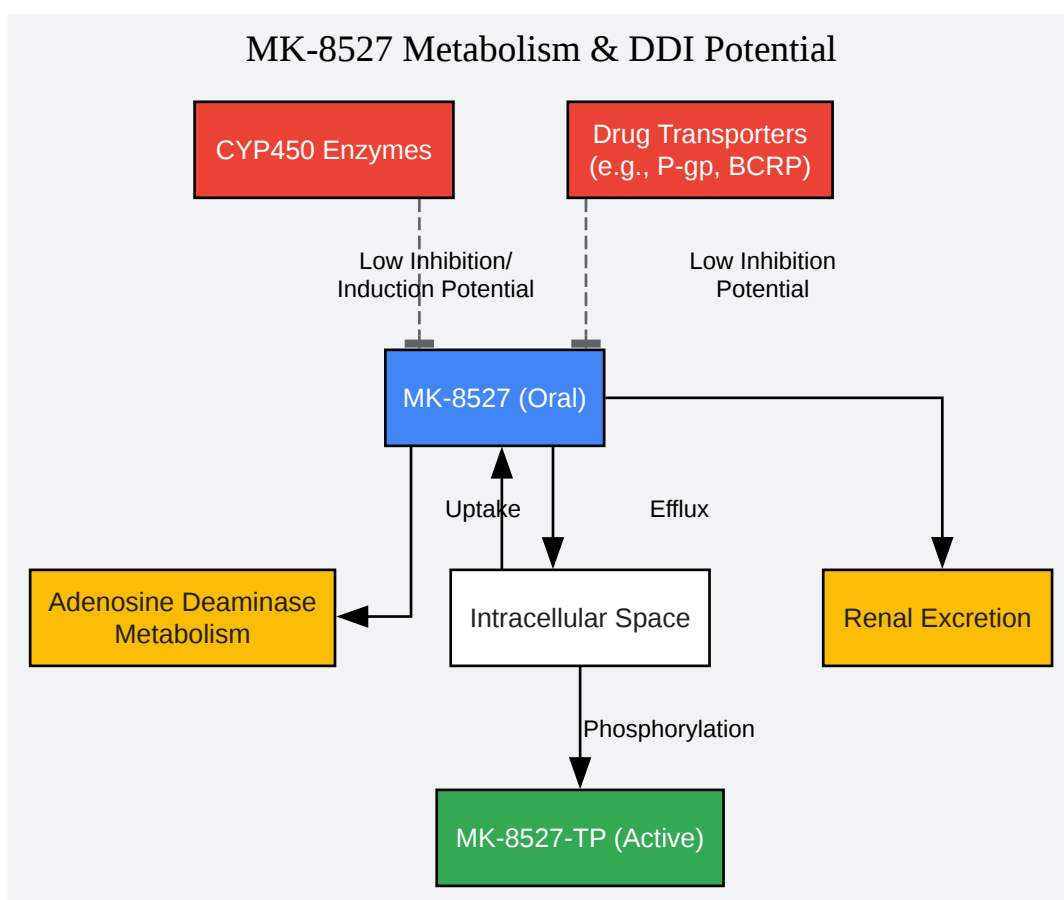 MK-8527 Metabolism & DDI Potential
CYP450 Enzymes
Drug Transporters
(e.g., P-gp, BCRP)
Low Inhibition/
Induction Potential
Low Inhibition
Potential
MK-8527 (Oral)
Uptake
Efflux
Adenosine Deaminase
Metabolism
Intracellular Space
Renal Excretion
Phosphorylation
MK-8527-TP (Active)